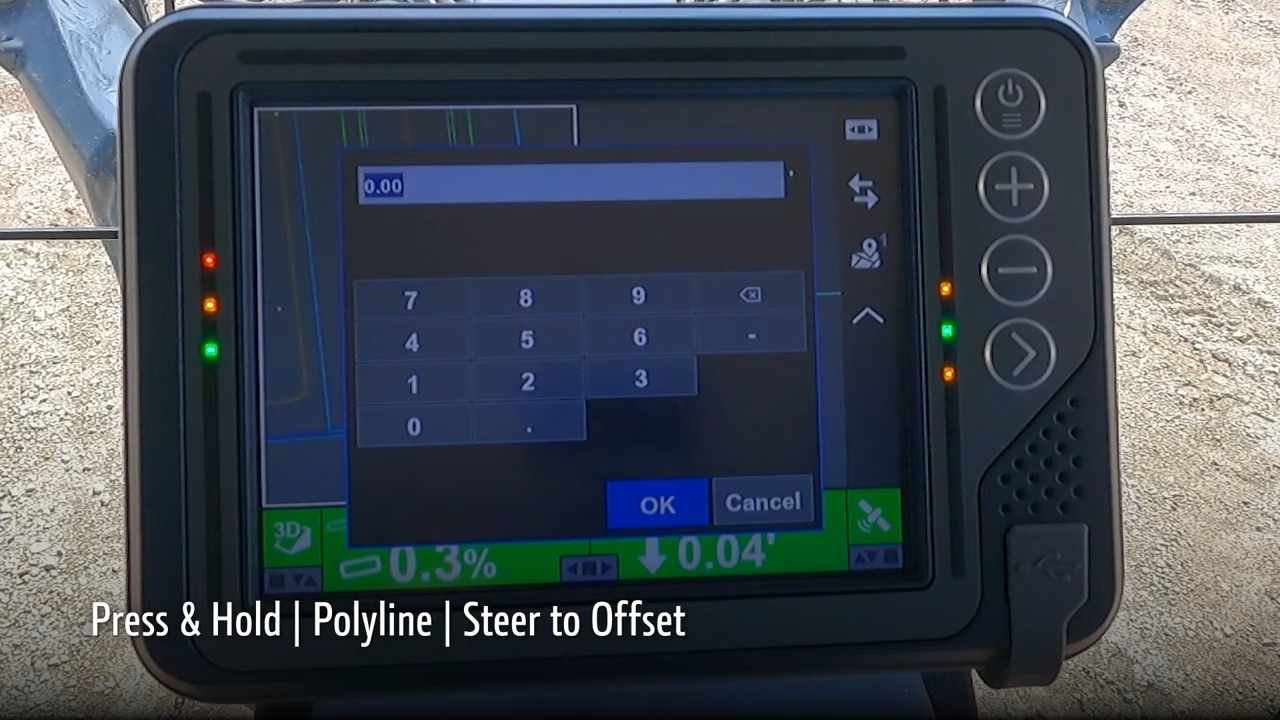 0.00 '
7 8 9
4 5 6 -
1 2 3
0 .
OK Cancel
1
3D
0.3% 0.04'
Press & Hold | Polyline | Steer to Offset